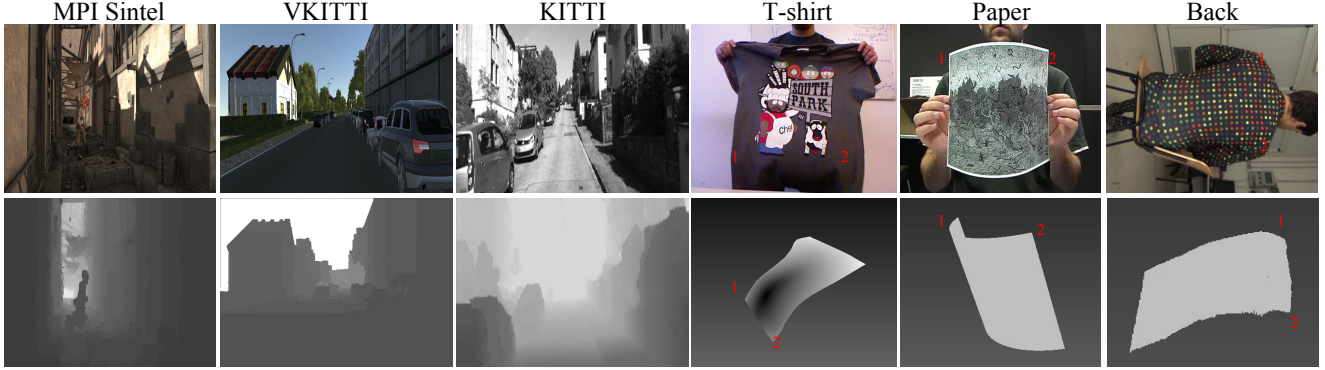 MPI Sintel
VKITTI
KITTI
T-shirt
Paper
Back
SOUTH
PARK
Chef
1
2
1
2
1
2
1
2
1
2
1
2